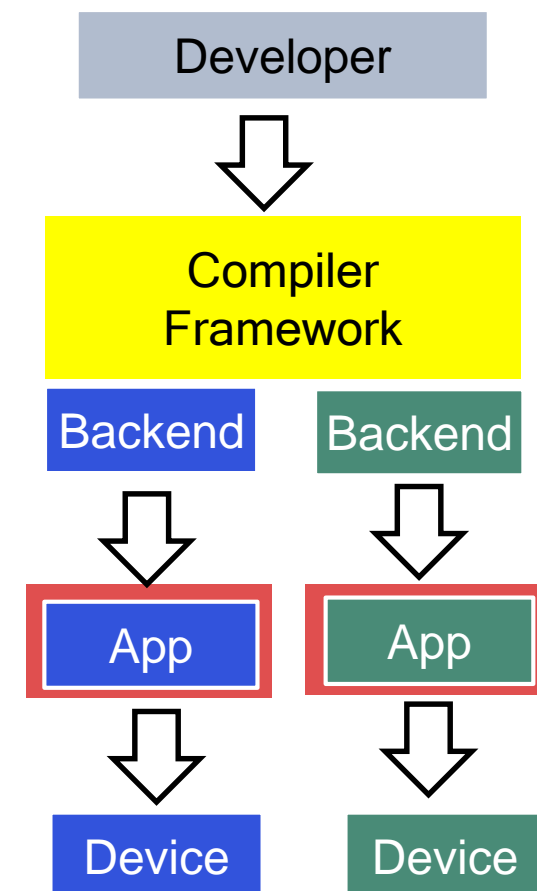 Developer
Compiler
Framework
Backend
Backend
App
App
Device
Device